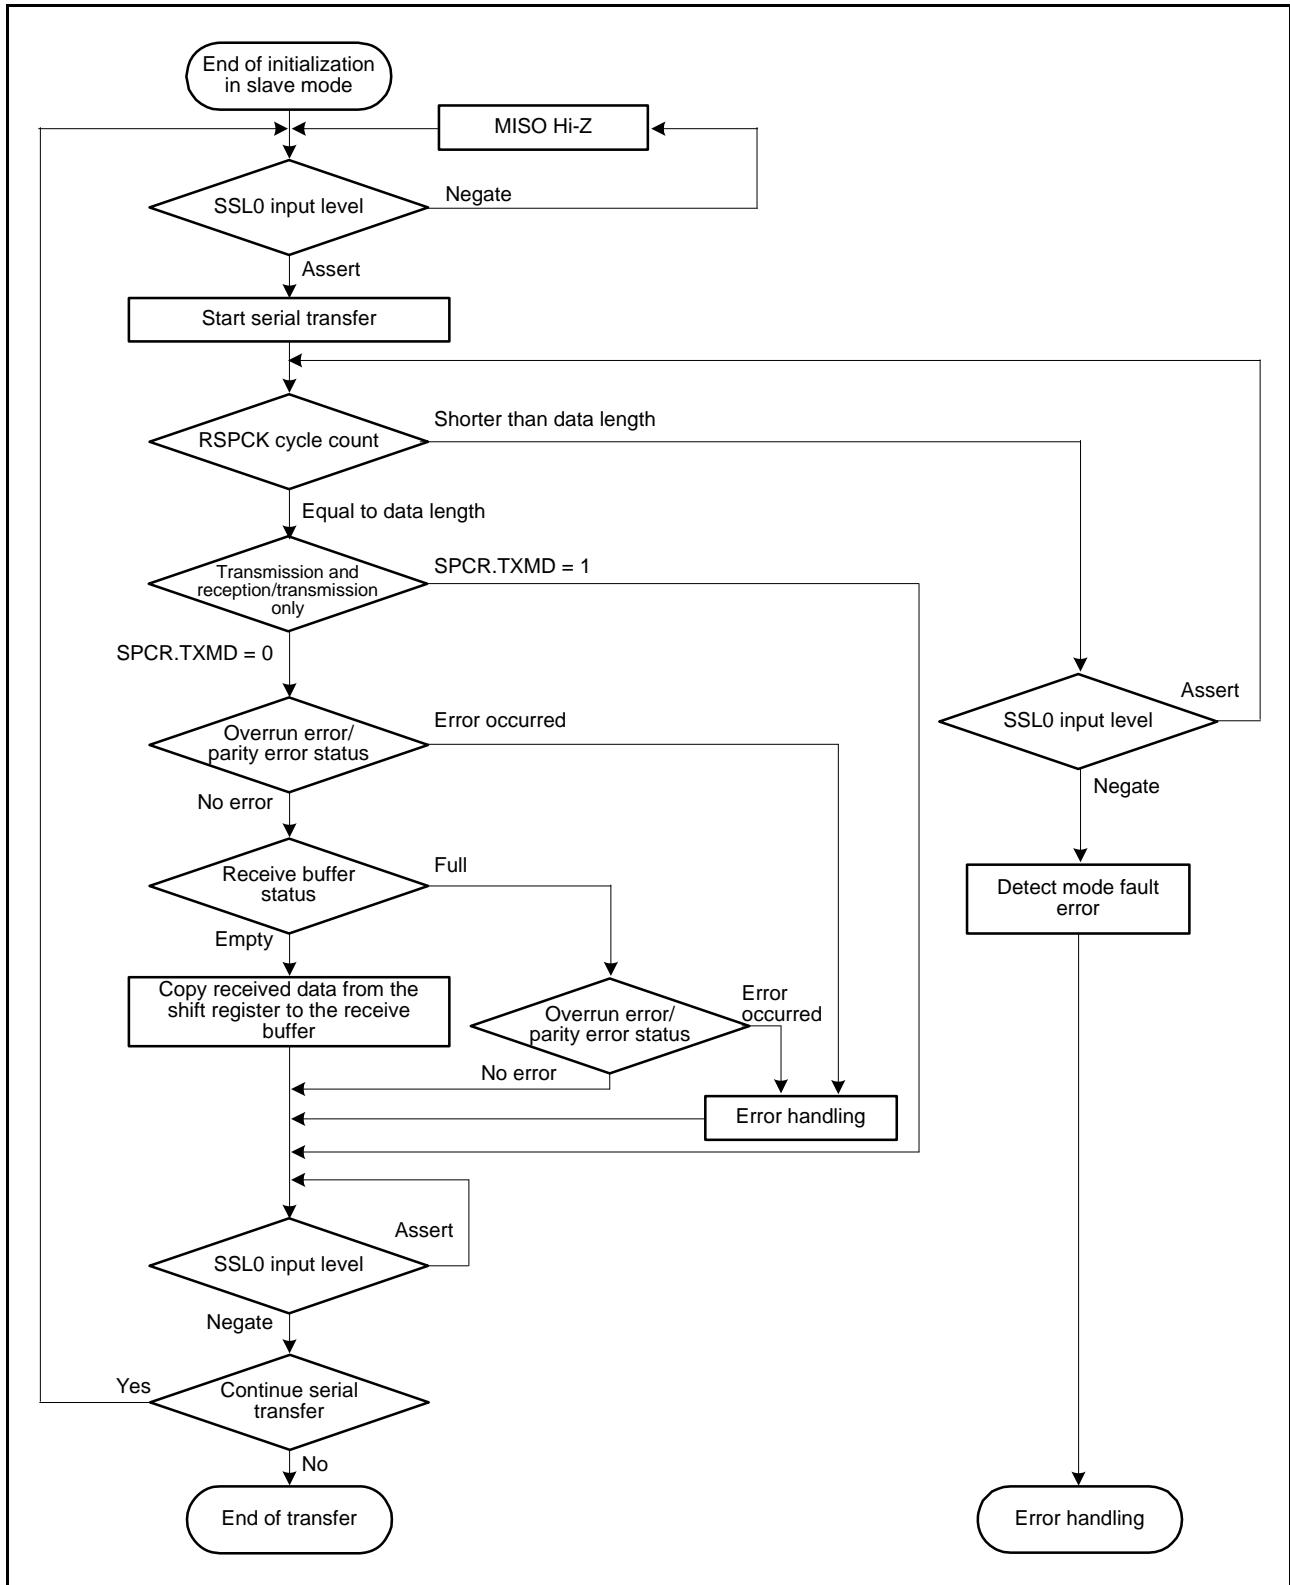 End of initialization
in slave mode
MISO Hi-Z
SSL0 input level
Negate
Assert
Start serial transfer
RSPCK cycle count
Shorter than data length
Equal to data length
Transmission and
reception/transmission
only
SPCR.TXMD = 1
SPCR.TXMD = 0
SSL0 input level
Assert
Negate
Overrun error/
parity error status
Error occurred
No error
Receive buffer
status
Full
Empty
Detect mode fault
error
Copy received data from the
shift register to the receive
buffer
Overrun error/
parity error status
Error
occurred
No error
Error handling
SSL0 input level
Assert
Negate
Continue serial
transfer
Yes
No
End of transfer
Error handling